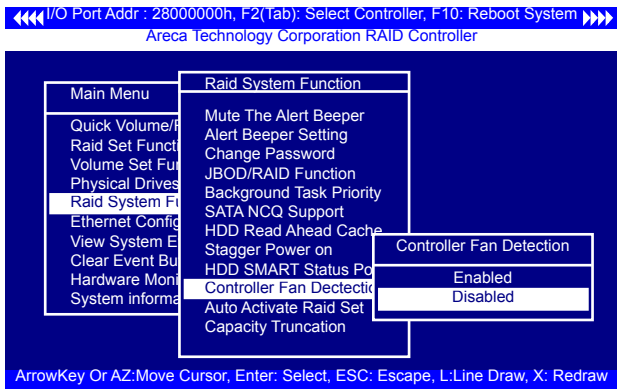 I/O Port Addr : 28000000h, F2(Tab): Select Controller, F10: Reboot System
Areca Technology Corporation RAID Controller
Main Menu
Quick Volume/
Raid Set Functi
Volume Set Fu
Physical Drives
Raid System F
Ethernet Config
View System E
Clear Event Bu
Hardware Moni
System informa
Raid System Function
Mute The Alert Beeper
Alert Beeper Setting
Change Password
JBOD/RAID Function
Background Task Priority
SATA NCQ Support
HDD Read Ahead Cache
Stagger Power on
HDD SMART Status Po
Controller Fan Dectectio
Auto Activate Raid Set
Capacity Truncation
Controller Fan Detection
Enabled
Disabled
ArrowKey Or AZ:Move Cursor, Enter: Select, ESC: Escape, L:Line Draw, X: Redraw